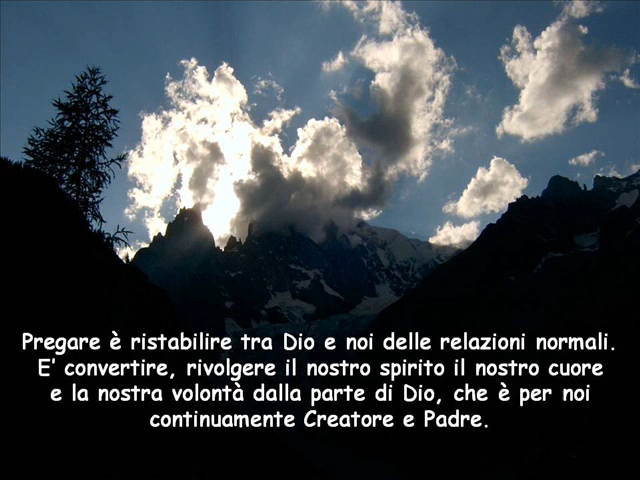 Pregare è ristabilire tra Dio e noi delle relazioni normali.
E' convertire, rivolgere il nostro spirito il nostro cuore
e la nostra volontà dalla parte di Dio, che è per noi
continuamente Creatore e Padre.